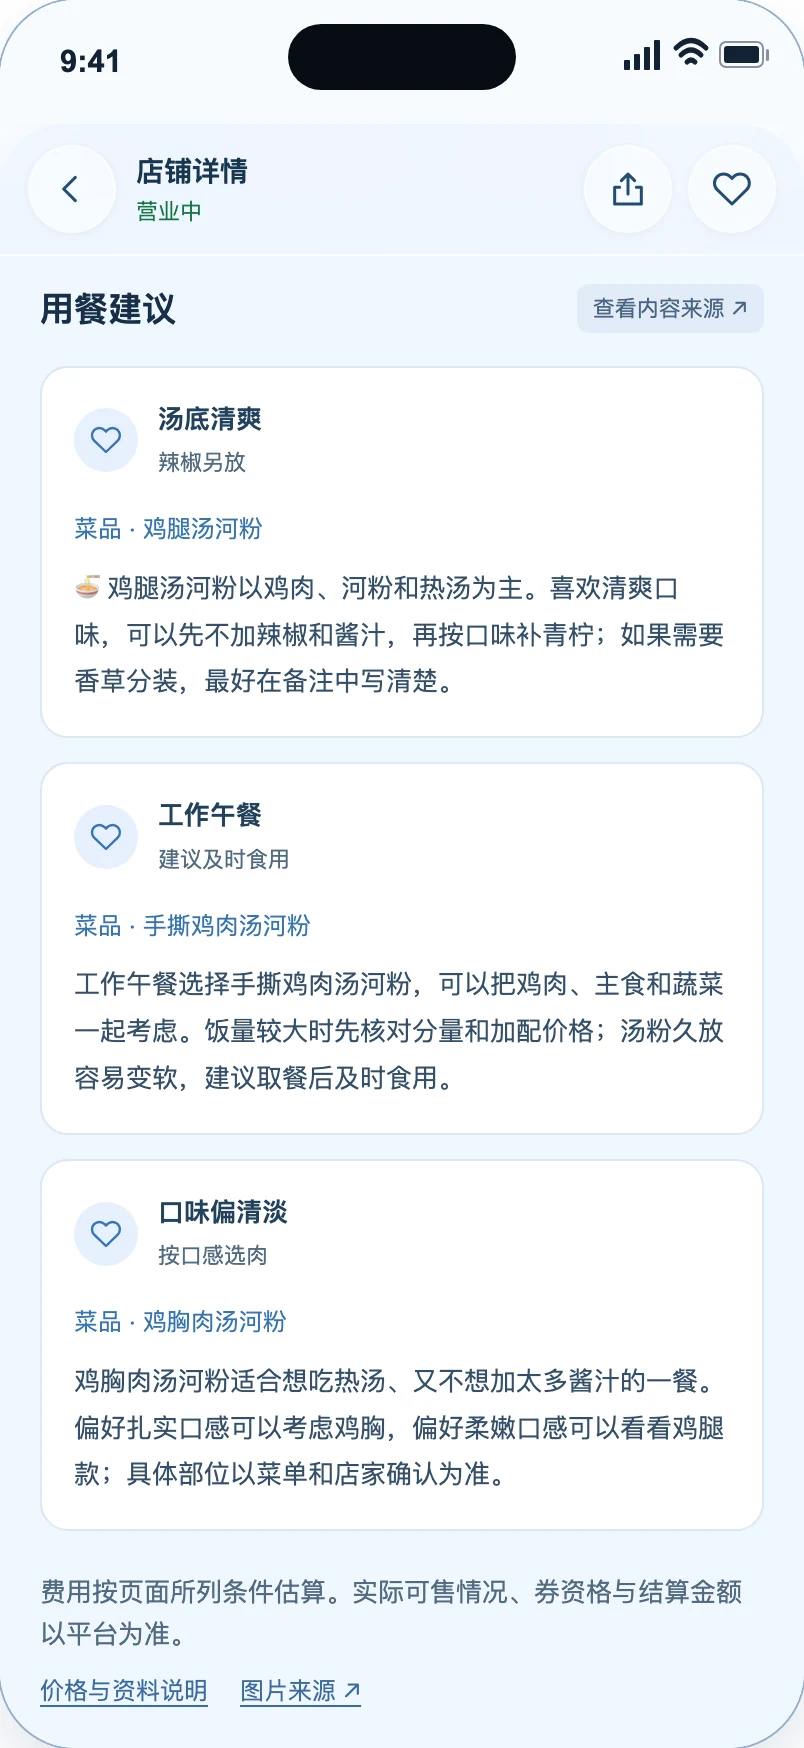 9:41
店铺详情
营业中
用餐建议
查看内容来源 ↗
汤底清爽
辣椒另放
菜品 · 鸡腿汤河粉
🍜 鸡腿汤河粉以鸡肉、河粉和热汤为主。喜欢清爽口
味，可以先不加辣椒和酱汁，再按口味补青柠；如果需要
香草分装，最好在备注中写清楚。
工作午餐
建议及时食用
菜品 · 手撕鸡肉汤河粉
工作午餐选择手撕鸡肉汤河粉，可以把鸡肉、主食和蔬菜
一起考虑。饭量较大时先核对分量和加配价格；汤粉久放
容易变软，建议取餐后及时食用。
口味偏清淡
按口感选肉
菜品 · 鸡胸肉汤河粉
鸡胸肉汤河粉适合想吃热汤、又不想加太多酱汁的一餐。
偏好扎实口感可以考虑鸡胸，偏好柔嫩口感可以看看鸡腿
款；具体部位以菜单和店家确认为准。
费用按页面所列条件估算。实际可售情况、券资格与结算金额
以平台为准。
价格与资料说明
图片来源 ↗